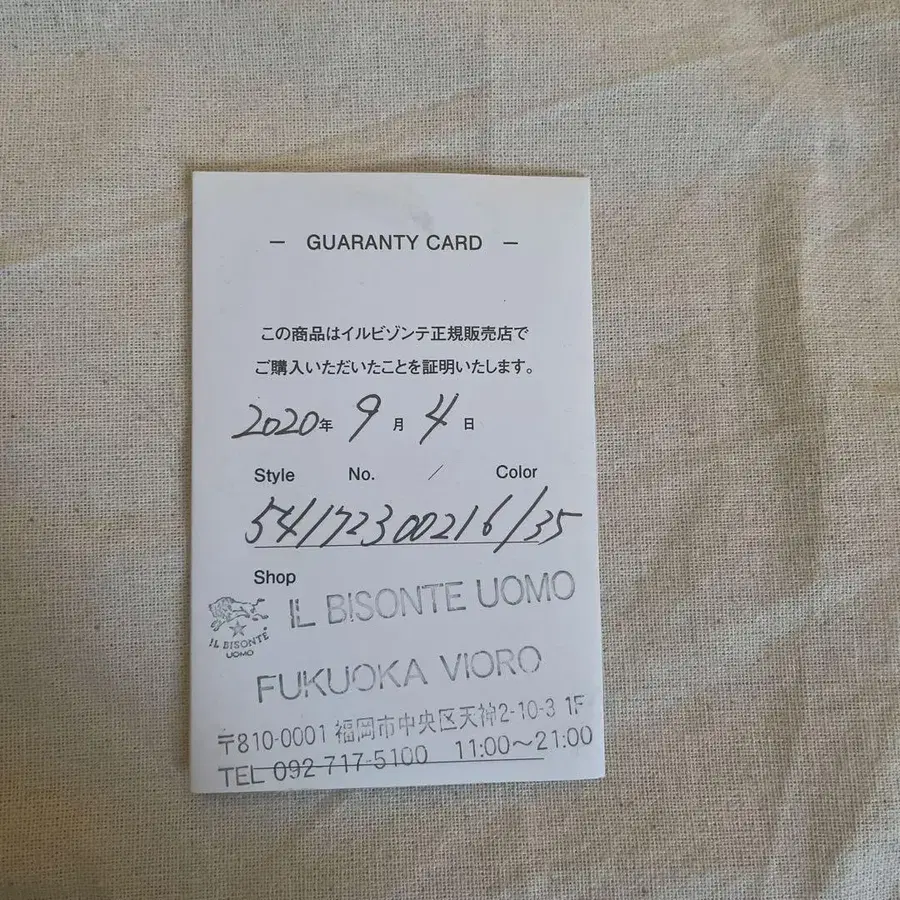 — GUARANTY CARD —
この商品はイルビゾンテ正規販売店で
ご購入いただいたことを証明いたします。
2020年 9月 4日
Style No. / Color
54172300216/35
Shop
IL BISONTE UOMO
IL BISONTE
UOMO
FUKUOKA VIORO
〒810-0001 福岡市中央区天神2-10-3 1F
TEL 092-717-5100 11:00～21:00